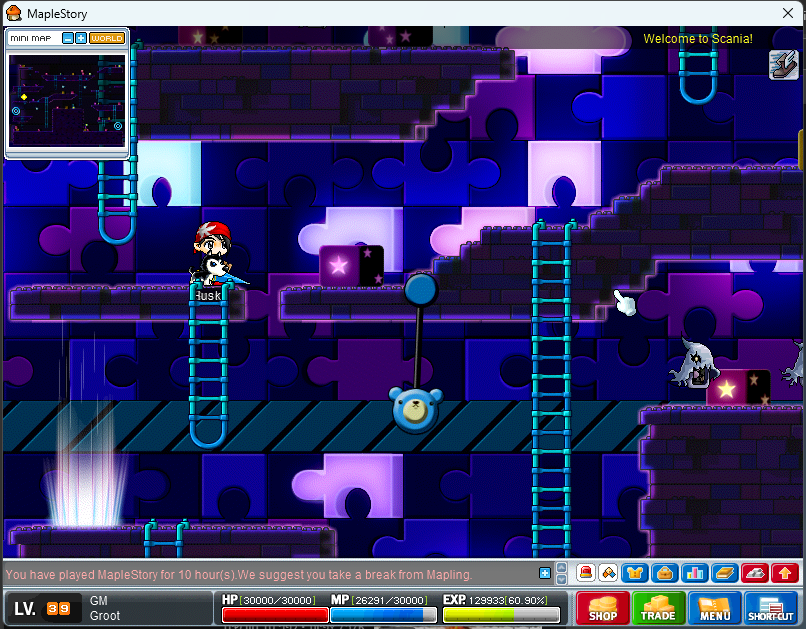 MapleStory
MINI MAP
WORLD
Welcome to Scania!
Husk
You have played MapleStory for 10 hour(s).We suggest you take a break from Mapling.
LV. 39
GM
Groot
HP[30000/30000] MP[26291/30000] EXP 129933[60.90%]
SHOP
TRADE
MENU
SHORTCUT